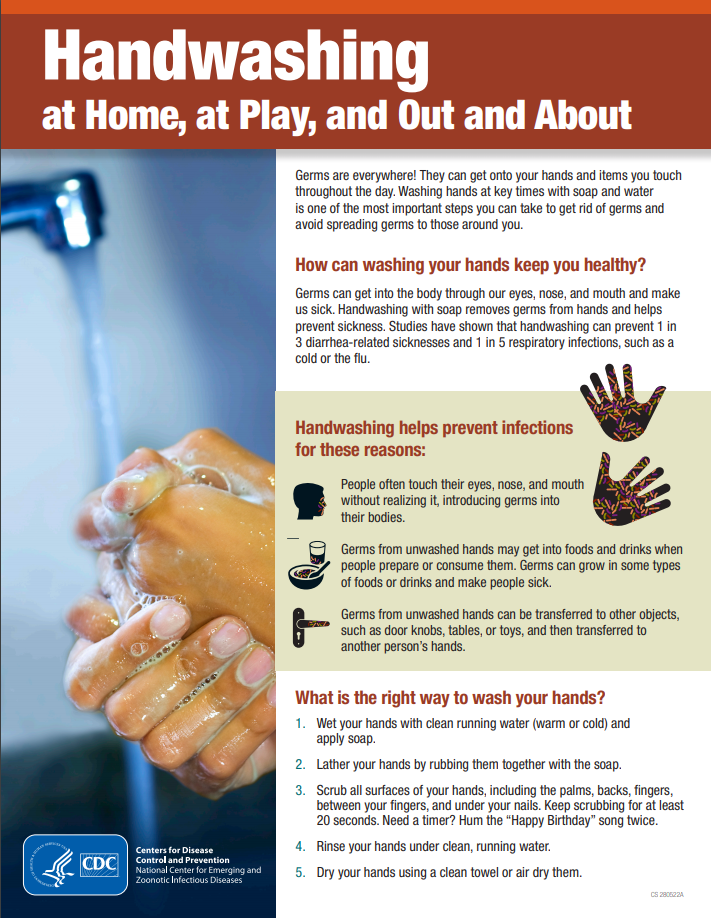 Handwashing
at Home, at Play, and Out and About
Germs are everywhere! They can get onto your hands and items you touch
throughout the day. Washing hands at key times with soap and water
is one of the most important steps you can take to get rid of germs and
avoid spreading germs to those around you.
How can washing your hands keep you healthy?
Germs can get into the body through our eyes, nose, and mouth and make
us sick. Handwashing with soap removes germs from hands and helps
prevent sickness. Studies have shown that handwashing can prevent 1 in
3 diarrhea-related sicknesses and 1 in 5 respiratory infections, such as a
cold or the flu.
Handwashing helps prevent infections
for these reasons:
People often touch their eyes, nose, and mouth
without realizing it, introducing germs into
their bodies.
Germs from unwashed hands may get into foods and drinks when
people prepare or consume them. Germs can grow in some types
of foods or drinks and make people sick.
Germs from unwashed hands can be transferred to other objects,
such as door knobs, tables, or toys, and then transferred to
another person's hands.
What is the right way to wash your hands?
1. Wet your hands with clean running water (warm or cold) and
apply soap.
2. Lather your hands by rubbing them together with the soap.
3. Scrub all surfaces of your hands, including the palms, backs, fingers,
between your fingers, and under your nails. Keep scrubbing for at least
20 seconds. Need a timer? Hum the “Happy Birthday” song twice.
4. Rinse your hands under clean, running water.
5. Dry your hands using a clean towel or air dry them.
CDC
Centers for Disease
Control and Prevention
National Center for Emerging and
Zoonotic Infectious Diseases
CS 280522A